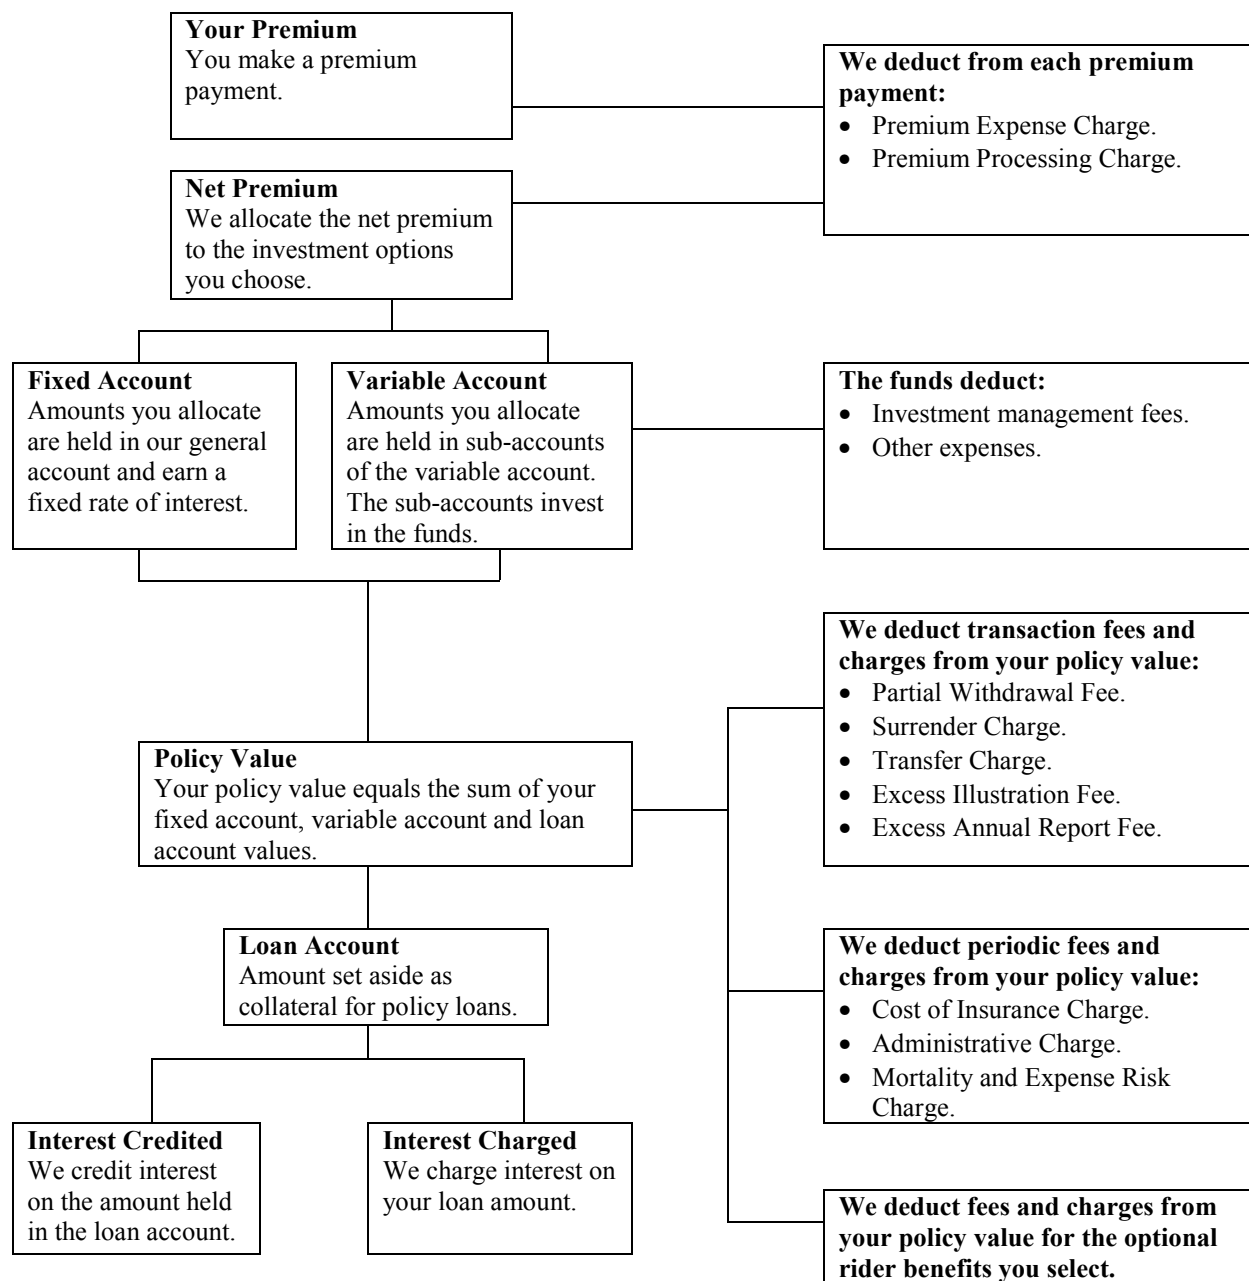 Your Premium
You make a premium
payment.
We deduct from each premium
payment:
• Premium Expense Charge.
• Premium Processing Charge.
Net Premium
We allocate the net premium
to the investment options
you choose.
Fixed Account
Amounts you allocate
are held in our general
account and earn a
fixed rate of interest.
Variable Account
Amounts you allocate
are held in sub-accounts
of the variable account.
The sub-accounts invest
in the funds.
The funds deduct:
• Investment management fees.
• Other expenses.
We deduct transaction fees and
charges from your policy value:
• Partial Withdrawal Fee.
• Surrender Charge.
• Transfer Charge.
• Excess Illustration Fee.
• Excess Annual Report Fee.
Policy Value
Your policy value equals the sum of your
fixed account, variable account and loan
account values.
Loan Account
Amount set aside as
collateral for policy loans.
We deduct periodic fees and
charges from your policy value:
• Cost of Insurance Charge.
• Administrative Charge.
• Mortality and Expense Risk
Charge.
Interest Credited
We credit interest
on the amount held
in the loan account.
Interest Charged
We charge interest on
your loan amount.
We deduct fees and charges from
your policy value for the optional
rider benefits you select.